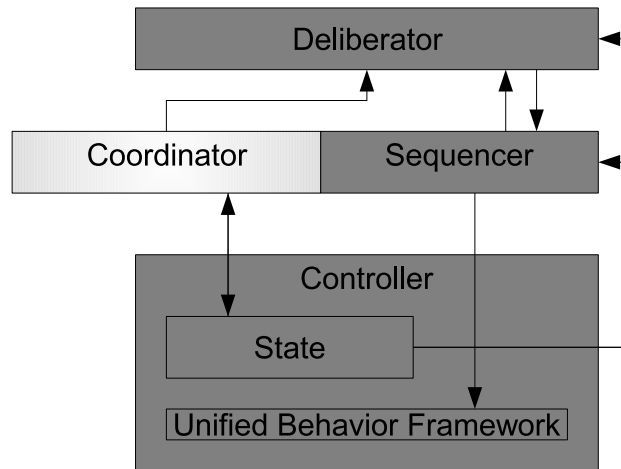 Deliberator
Coordinator
Sequencer
Controller
State
Unified Behavior Framework